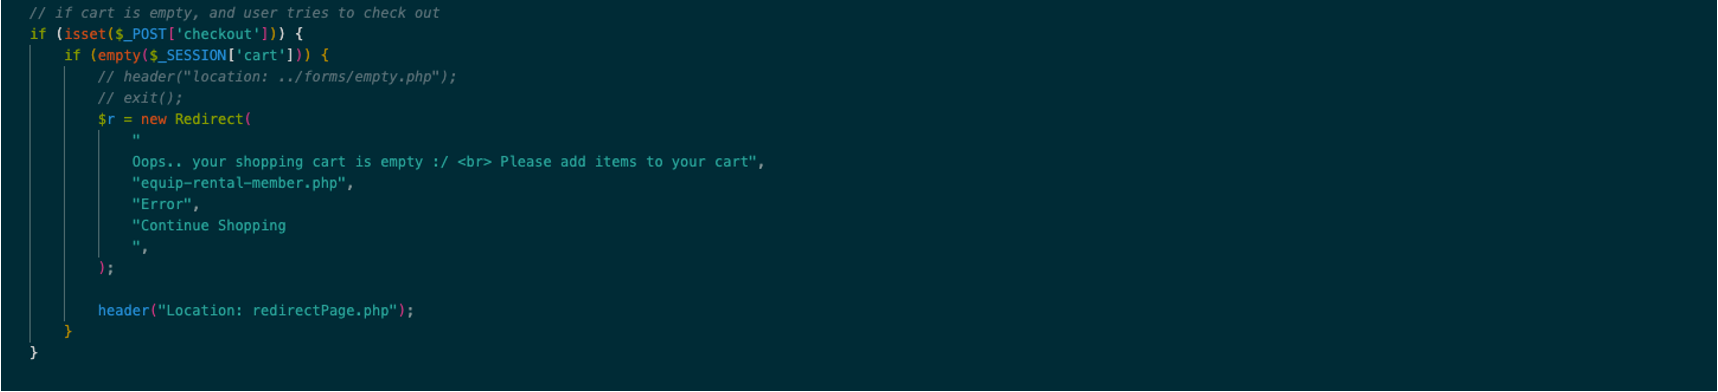 // if cart is empty, and user tries to check out
if (isset($_POST['checkout'])) {
if (empty($_SESSION['cart'])) {
// header("location: ../forms/empty.php");
// exit();
$r = new Redirect(
"
Oops.. your shopping cart is empty :/ <br> Please add items to your cart",
"equip-rental-member.php",
"Error",
"Continue Shopping
",
);
header("Location: redirectPage.php");
}
}